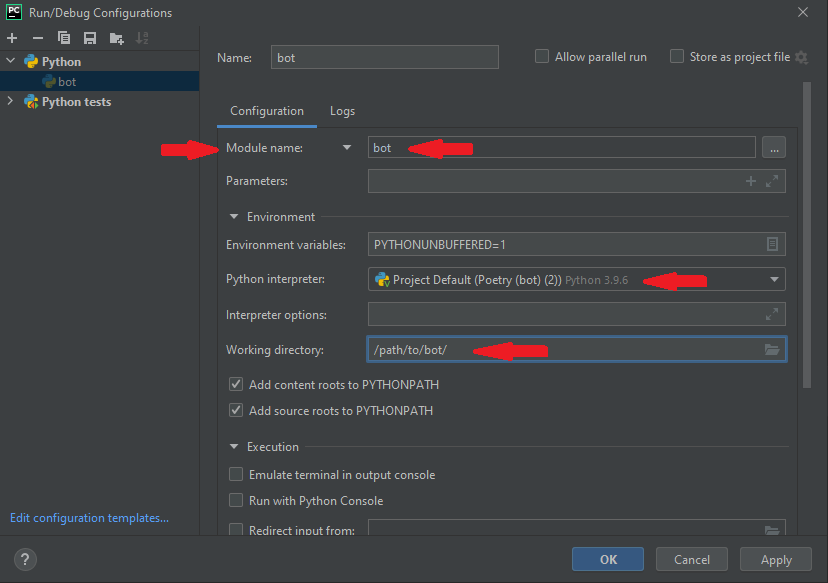 PC Run/Debug Configurations
Python
bot
Python tests
Edit configuration templates...
Name: bot
Allow parallel run
Store as project file
Configuration Logs
Module name: bot ...
Parameters:
Environment
Environment variables: PYTHONUNBUFFERED=1
Python interpreter: Project Default (Poetry (bot) (2)) Python 3.9.6
Interpreter options:
Working directory: /path/to/bot/
Add content roots to PYTHONPATH
Add source roots to PYTHONPATH
Execution
Emulate terminal in output console
Run with Python Console
Redirect input from:
? OK Cancel Apply